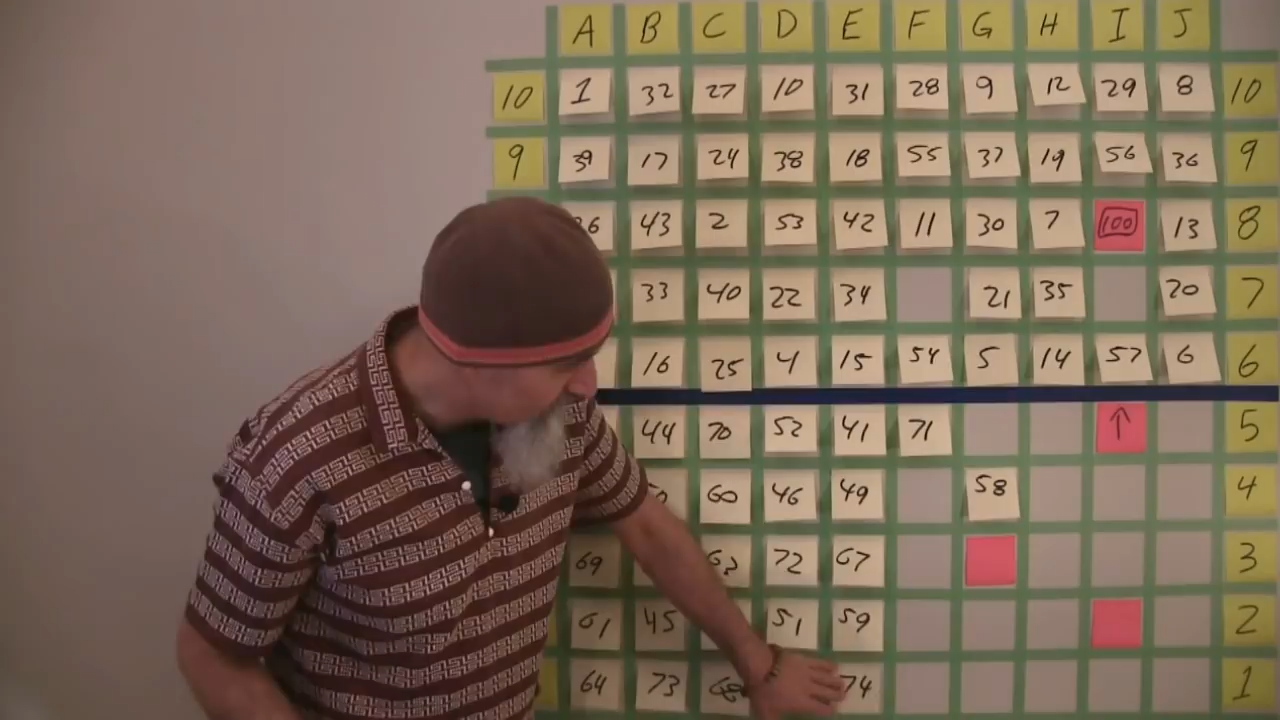 A B C D E F G H I J
10 1 32 27 10 31 28 9 12 29 8 10
9 39 17 24 38 18 55 37 19 56 36 9
43 2 53 42 11 30 7 100 13 8
33 40 22 34 21 35 20 7
16 25 4 15 54 5 14 57 6 6
44 70 52 41 71 ↑ 5
60 46 49 58 4
69 72 67 3
61 45 51 59 2
64 73 74 1